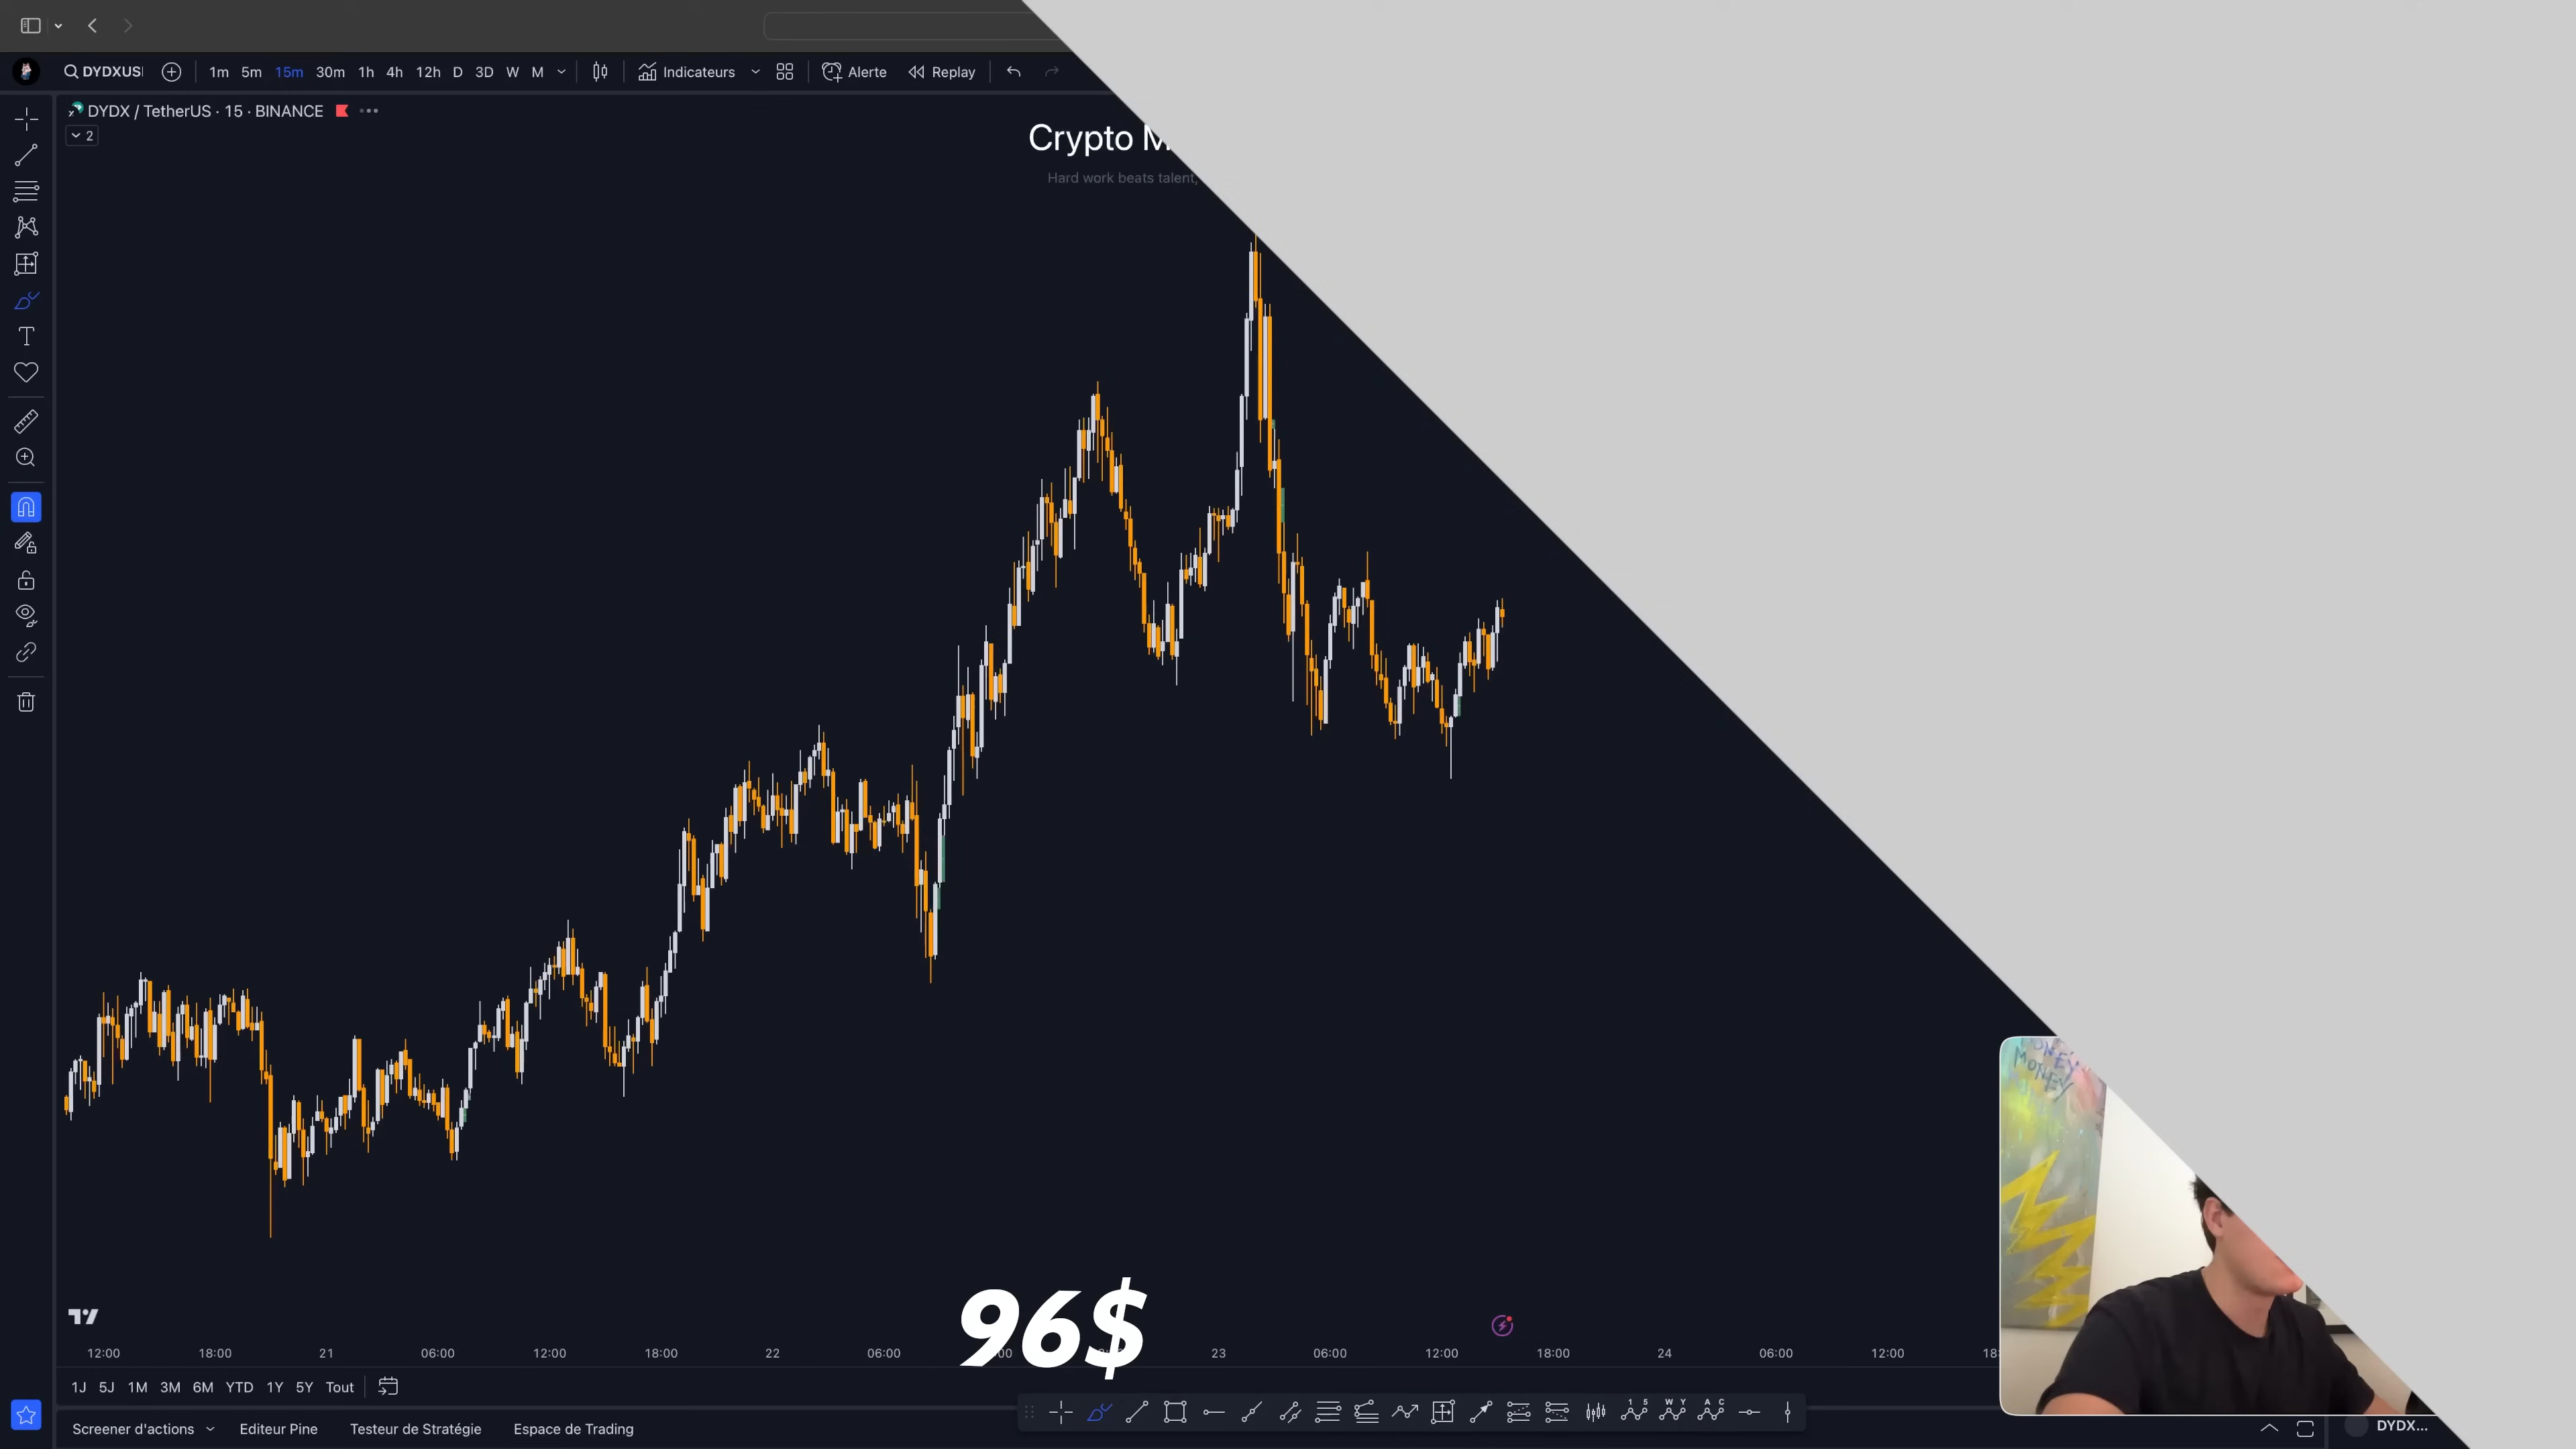 DYDXUS
1m 5m 15m 30m 1h 4h 12h D 3D W M Indicateurs Alerte Replay
DYDX / TetherUS · 15 · BINANCE
2
Crypto
Hard work beats talent,
96$
12:00 18:00 21 06:00 12:00 18:00 22 06:00 23 06:00 12:00 18:00 24 06:00 12:00
1J 5J 1M 3M 6M YTD 1Y 5Y Tout
Screener d'actions Editeur Pine Testeur de Stratégie Espace de Trading
DYDX...
MONEY
MONEY